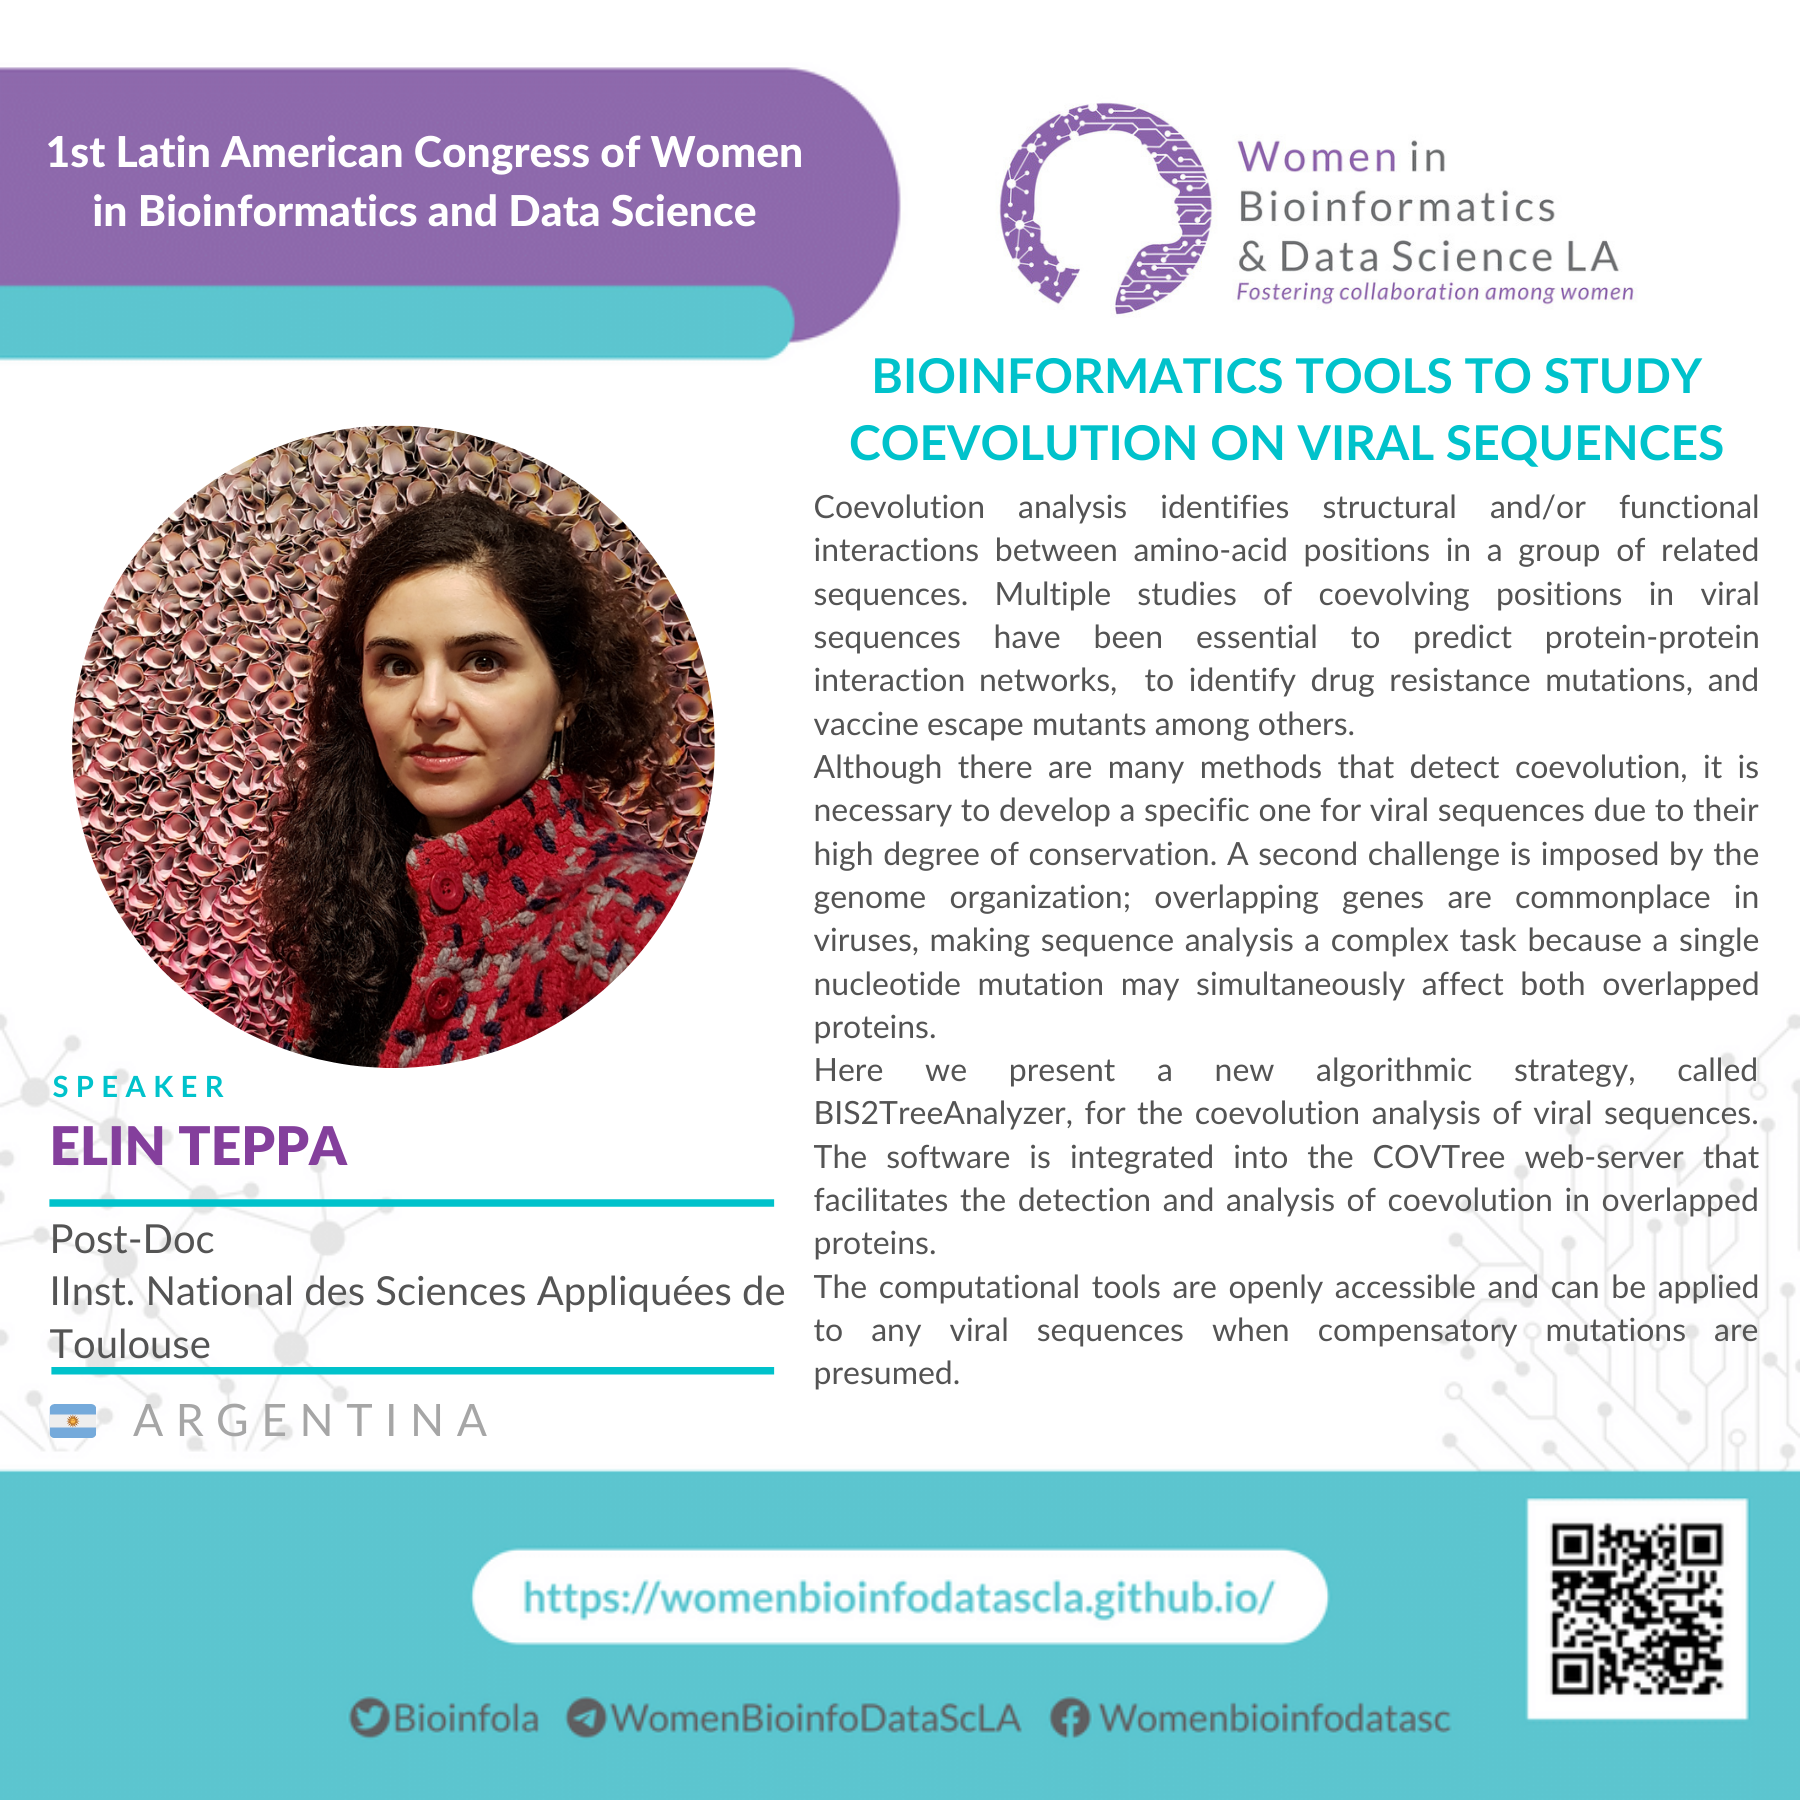 1st Latin American Congress of Women
in Bioinformatics and Data Science
Women in
Bioinformatics
& Data Science LA
Fostering collaboration among women
BIOINFORMATICS TOOLS TO STUDY
COEVOLUTION ON VIRAL SEQUENCES
Coevolution analysis identifies structural and/or functional
interactions between amino-acid positions in a group of related
sequences. Multiple studies of coevolving positions in viral
sequences have been essential to predict protein-protein
interaction networks, to identify drug resistance mutations, and
vaccine escape mutants among others.
Although there are many methods that detect coevolution, it is
necessary to develop a specific one for viral sequences due to their
high degree of conservation. A second challenge is imposed by the
genome organization; overlapping genes are commonplace in
viruses, making sequence analysis a complex task because a single
nucleotide mutation may simultaneously affect both overlapped
proteins.
Here we present a new algorithmic strategy, called
BIS2TreeAnalyzer, for the coevolution analysis of viral sequences.
The software is integrated into the COVTree web-server that
facilitates the detection and analysis of coevolution in overlapped
proteins.
The computational tools are openly accessible and can be applied
to any viral sequences when compensatory mutations are
presumed.
SPEAKER
ELIN TEPPA
Post-Doc
IInst. National des Sciences Appliquées de
Toulouse
ARGENTINA
https://womenbioinfodatascla.github.io/
Bioinfola WomenBioinfoDataScLA Womenbioinfodatasc